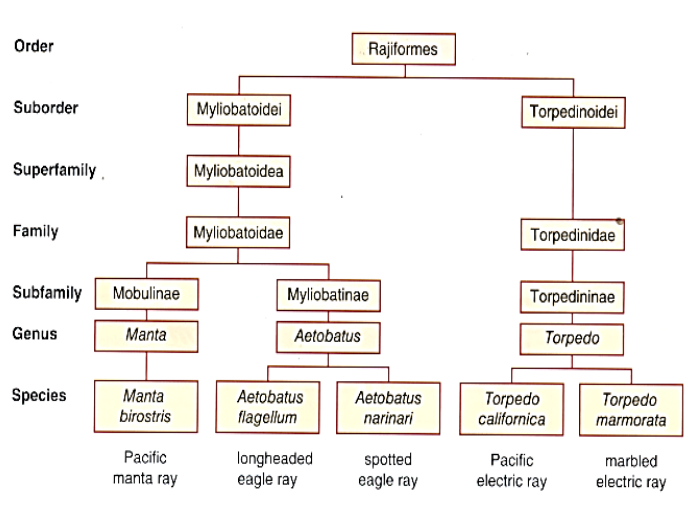 Order
Rajiformes
Suborder
Myliobatoidei
Torpedinoidei
Superfamily
Myliobatoidea
Family
Myliobatoidae
Torpedinidae
Subfamily
Mobulinae
Myliobatinae
Torpedininae
Genus
Manta
Aetobatus
Torpedo
Species
Manta
birostris
Aetobatus
flagellum
Aetobatus
narinari
Torpedo
californica
Torpedo
marmorata
Pacific
manta ray
longheaded
eagle ray
spotted
eagle ray
Pacific
electric ray
marbled
electric ray